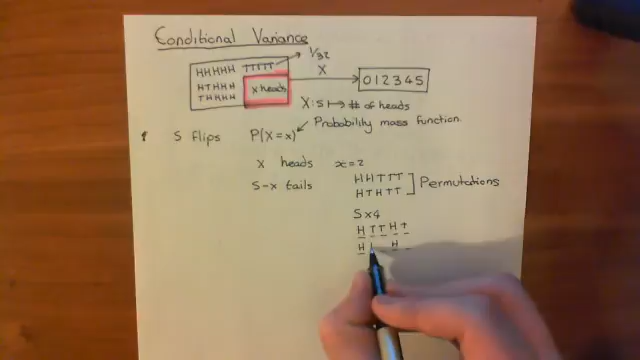 Conditional Variance
HHHHH TTTTT 1/32
HTHHH
THHHH
x heads
X
0 1 2 3 4 5
X : s ↦ # of heads
5 flips P(X = x) Probability mass function.
x heads x = 2
5-x tails
HHTTT
HTHTT
Permutations
5 x 4
H T T H T
H H